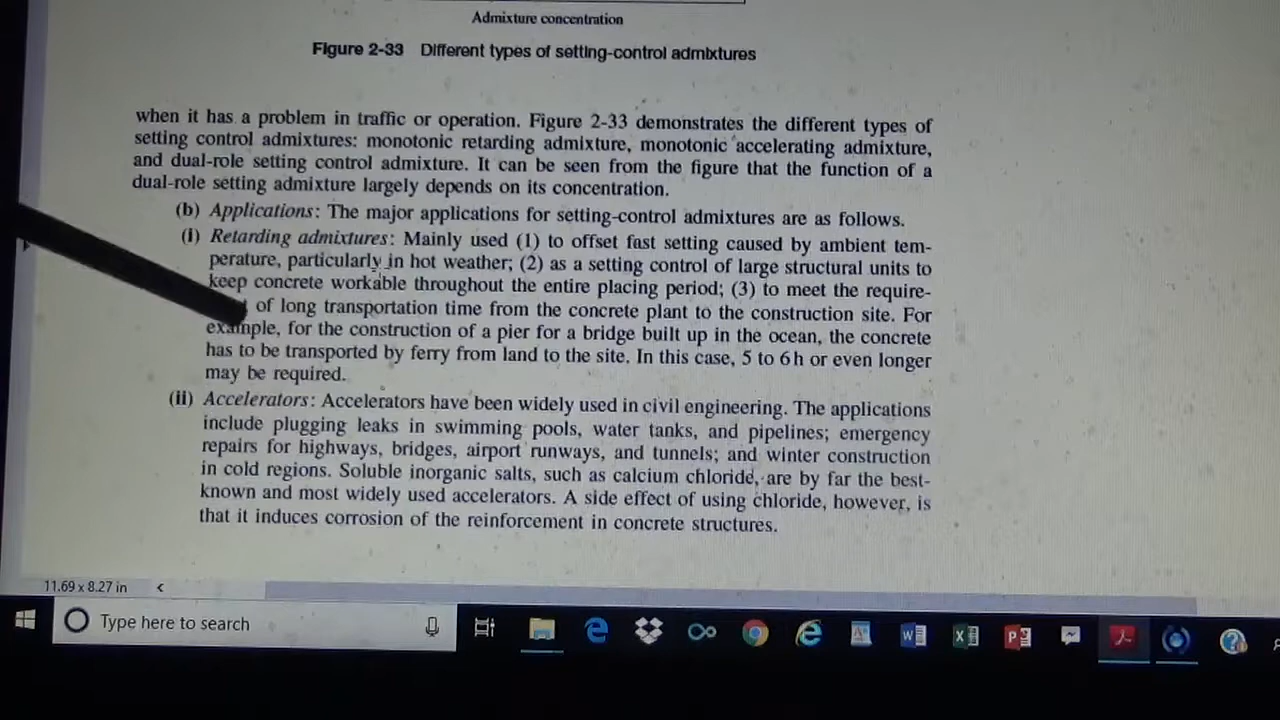 Admixture concentration
Figure 2-33 Different types of setting-control admixtures
when it has a problem in traffic or operation. Figure 2-33 demonstrates the different types of
setting control admixtures: monotonic retarding admixture, monotonic accelerating admixture,
and dual-role setting control admixture. It can be seen from the figure that the function of a
dual-role setting admixture largely depends on its concentration.
(b) Applications: The major applications for setting-control admixtures are as follows.
(i) Retarding admixtures: Mainly used (1) to offset fast setting caused by ambient tem-
perature, particularly in hot weather; (2) as a setting control of large structural units to
keep concrete workable throughout the entire placing period; (3) to meet the require-
of long transportation time from the concrete plant to the construction site. For
example, for the construction of a pier for a bridge built up in the ocean, the concrete
has to be transported by ferry from land to the site. In this case, 5 to 6 h or even longer
may be required.
(ii) Accelerators: Accelerators have been widely used in civil engineering. The applications
include plugging leaks in swimming pools, water tanks, and pipelines; emergency
repairs for highways, bridges, airport runways, and tunnels; and winter construction
in cold regions. Soluble inorganic salts, such as calcium chloride, are by far the best-
known and most widely used accelerators. A side effect of using chloride, however, is
that it induces corrosion of the reinforcement in concrete structures.
11.69 x 8.27 in
Type here to search